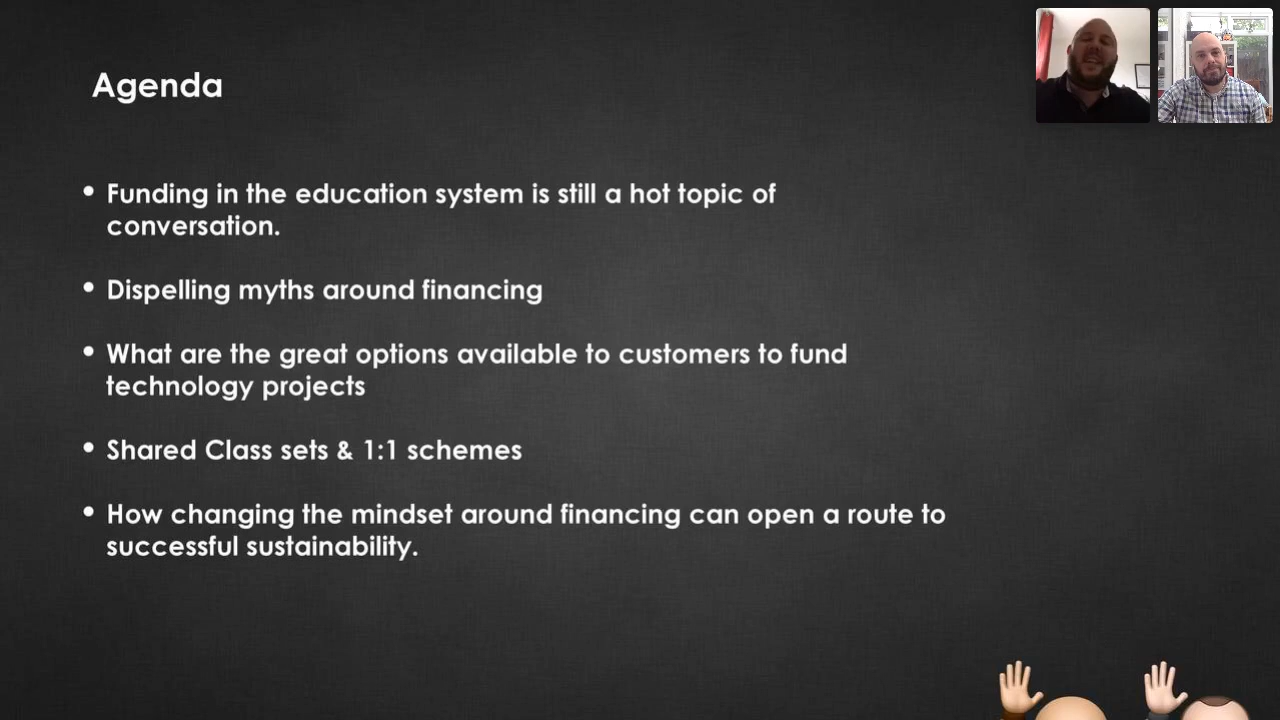 Agenda
• Funding in the education system is still a hot topic of
conversation.
• Dispelling myths around financing
• What are the great options available to customers to fund
technology projects
• Shared Class sets & 1:1 schemes
• How changing the mindset around financing can open a route to
successful sustainability.